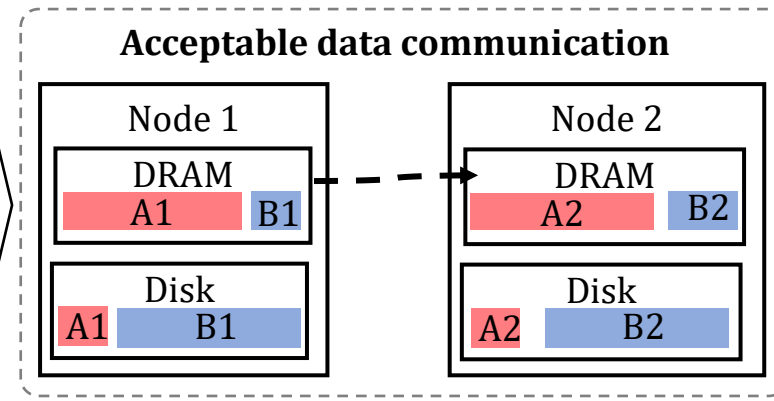 Acceptable data communication
Node 1
DRAM
A1 B1
Disk
A1 B1
Node 2
DRAM
A2 B2
Disk
A2 B2